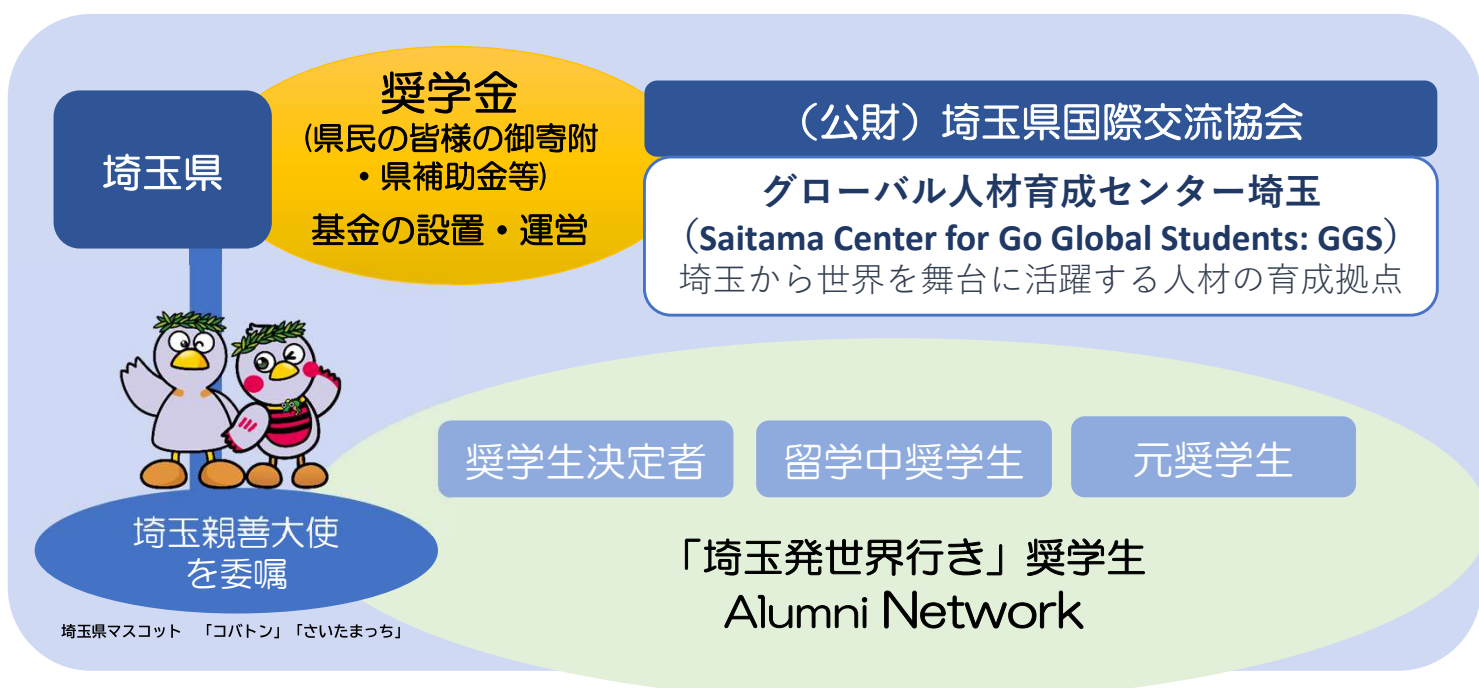 埼玉県
奨学金
(県民の皆様の御寄附
・県補助金等)
基金の設置・運営
（公財）埼玉県国際交流協会
グローバル人材育成センター埼玉
（Saitama Center for Go Global Students: GGS）
埼玉から世界を舞台に活躍する人材の育成拠点
奨学生決定者
留学中奨学生
元奨学生
埼玉親善大使
を委嘱
「埼玉発世界行き」奨学生
Alumni Network
埼玉県マスコット　「コバトン」「さいたまっち」